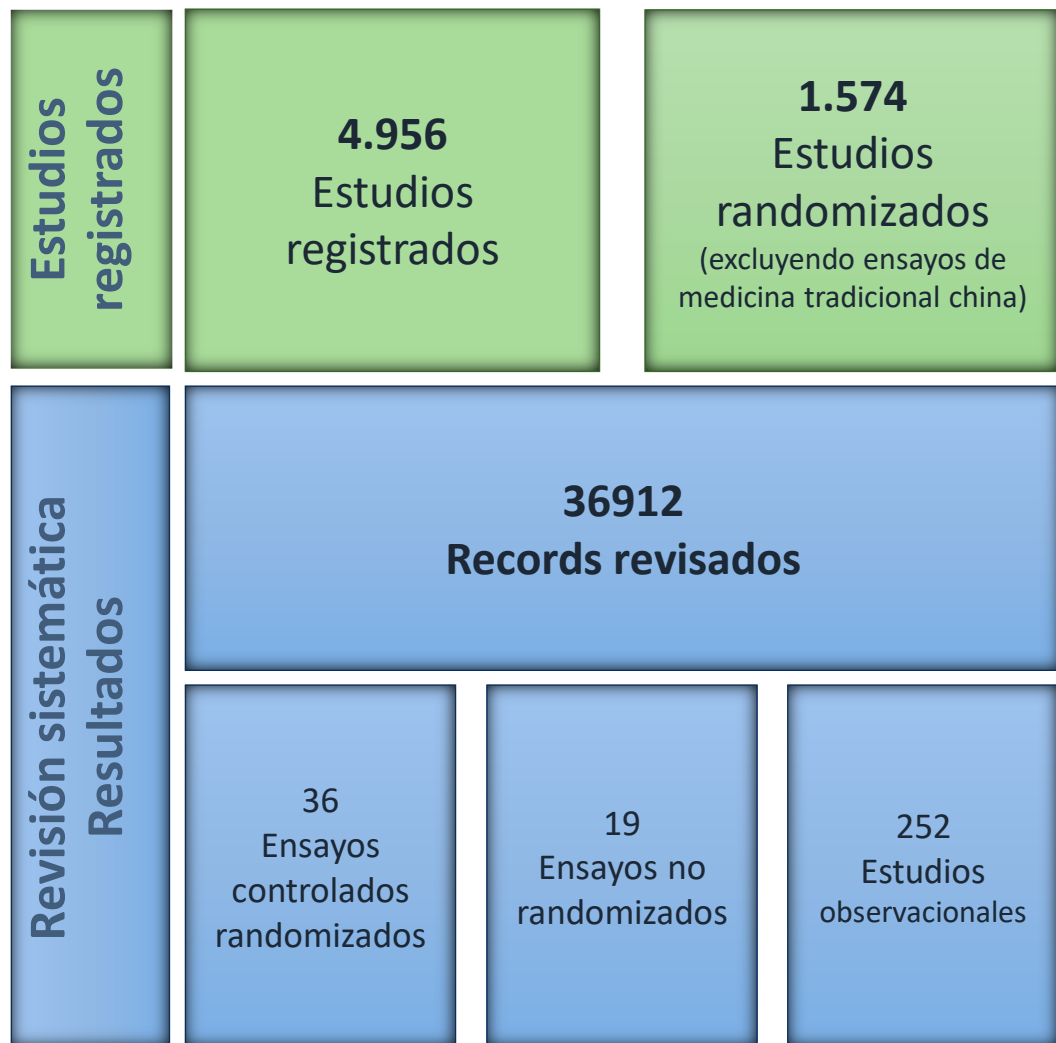 Estudios
registrados
4.956
Estudios
registrados
1.574
Estudios
randomizados
(excluyendo ensayos de
medicina tradicional china)
Revisión sistemática
Resultados
36912
Records revisados
36
Ensayos
controlados
randomizados
19
Ensayos no
randomizados
252
Estudios
observacionales